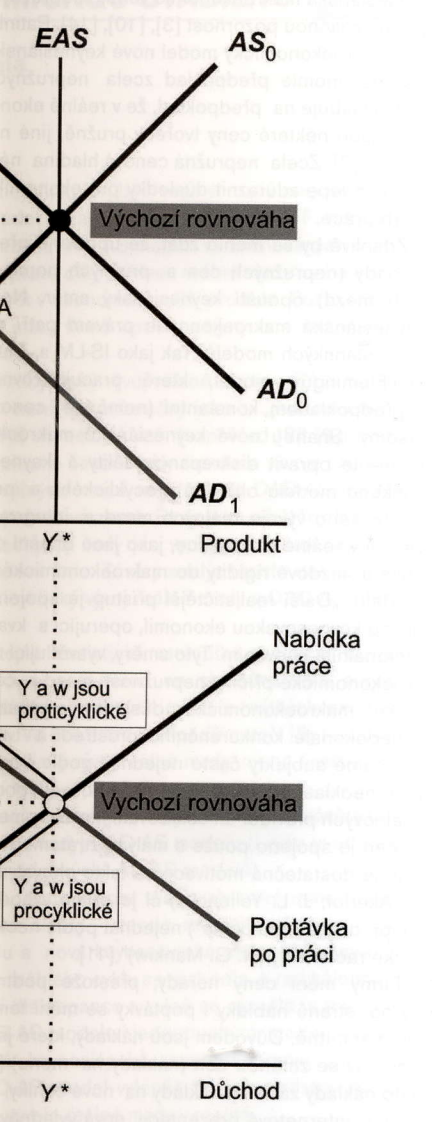 EAS
AS0
Výchozí rovnováha
A
AD0
AD1
Y*
Produkt
Nabídka
práce
Y a w jsou
proticyklické
Výchozí rovnováha
Y a w jsou
procyklické
Poptávka
po práci
Y*
Důchod